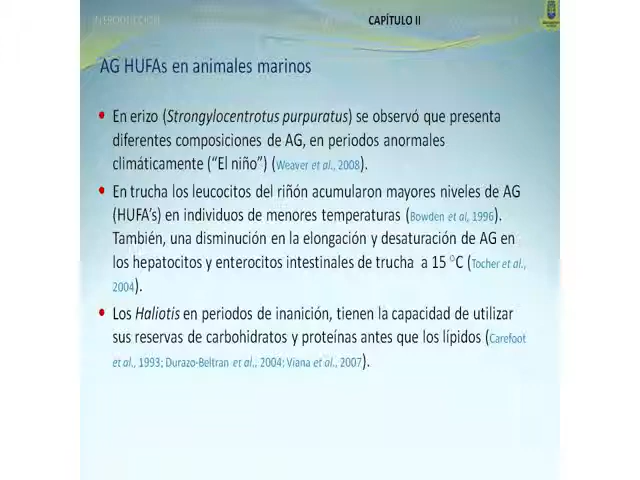 INTRODUCCIÓN
CAPÍTULO II
AG HUFAs en animales marinos
• En erizo (Strongylocentrotus purpuratus) se observó que presenta
diferentes composiciones de AG, en periodos anormales
climáticamente (“El niño”) (Weaver et al., 2008).
• En trucha los leucocitos del riñón acumularon mayores niveles de AG
(HUFA’s) en individuos de menores temperaturas (Bowden et al, 1996).
También, una disminución en la elongación y desaturación de AG en
los hepatocitos y enterocitos intestinales de trucha a 15 °C (Tocher et al.,
2004).
• Los Haliotis en periodos de inanición, tienen la capacidad de utilizar
sus reservas de carbohidratos y proteínas antes que los lípidos (Carefoot
et al., 1993; Durazo-Beltran et al., 2004; Viana et al., 2007).